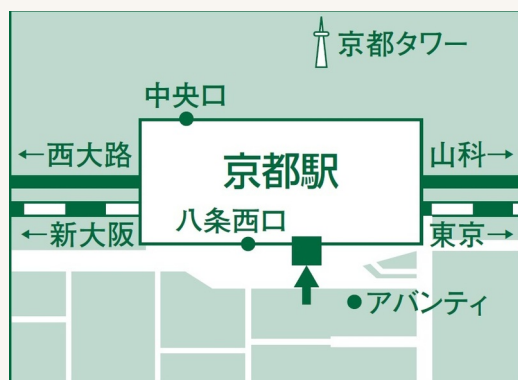 京都タワー
中央口
←西大路
京都駅
山科→
←新大阪
八条西口
東京→
アバンティ